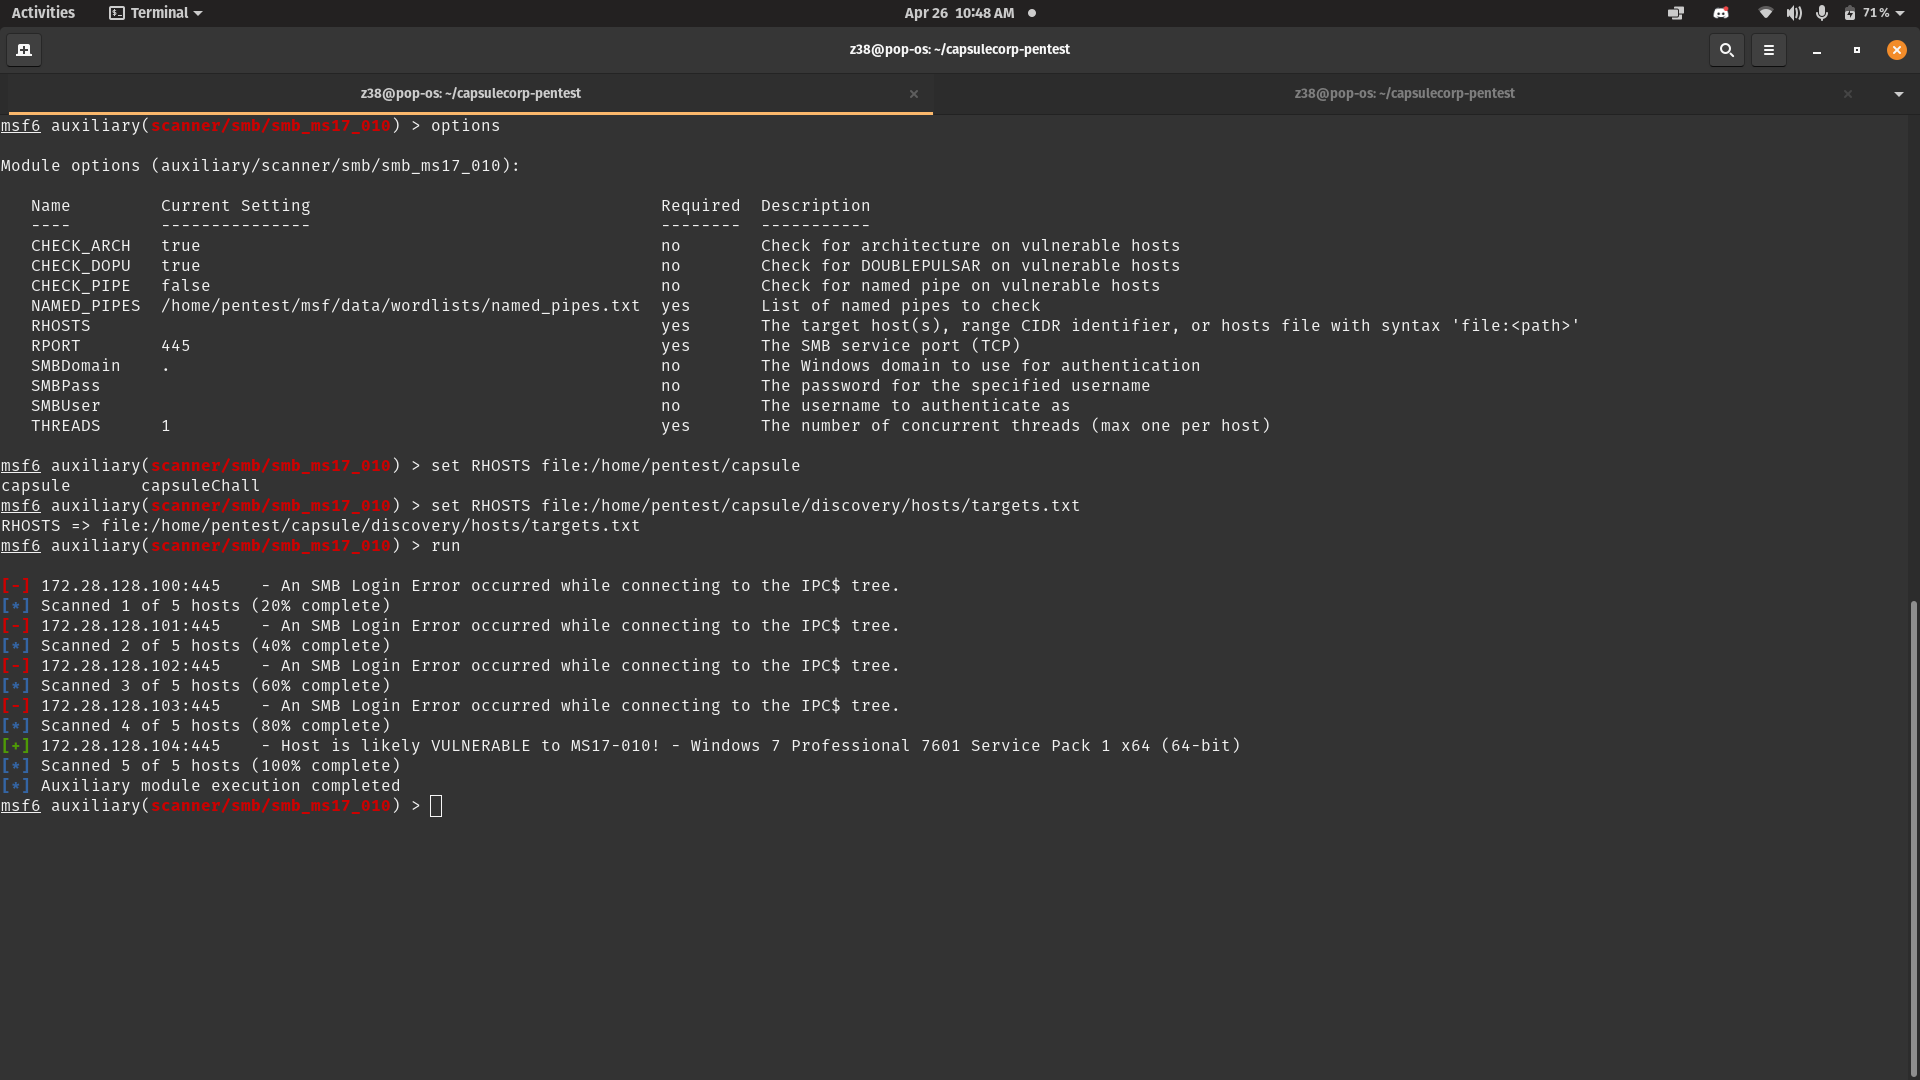 Activities Terminal Apr 26 10:48 AM 71 %
z38@pop-os: ~/capsulecorp-pentest
z38@pop-os: ~/capsulecorp-pentest z38@pop-os: ~/capsulecorp-pentest
msf6 auxiliary(scanner/smb/smb_ms17_010) > options
Module options (auxiliary/scanner/smb/smb_ms17_010):
Name Current Setting Required Description
---- --------------- -------- -----------
CHECK_ARCH true no Check for architecture on vulnerable hosts
CHECK_DOPU true no Check for DOUBLEPULSAR on vulnerable hosts
CHECK_PIPE false no Check for named pipe on vulnerable hosts
NAMED_PIPES /home/pentest/msf/data/wordlists/named_pipes.txt yes List of named pipes to check
RHOSTS yes The target host(s), range CIDR identifier, or hosts file with syntax 'file:<path>'
RPORT 445 yes The SMB service port (TCP)
SMBDomain . no The Windows domain to use for authentication
SMBPass no The password for the specified username
SMBUser no The username to authenticate as
THREADS 1 yes The number of concurrent threads (max one per host)
msf6 auxiliary(scanner/smb/smb_ms17_010) > set RHOSTS file:/home/pentest/capsule
capsule capsuleChall
msf6 auxiliary(scanner/smb/smb_ms17_010) > set RHOSTS file:/home/pentest/capsule/discovery/hosts/targets.txt
RHOSTS => file:/home/pentest/capsule/discovery/hosts/targets.txt
msf6 auxiliary(scanner/smb/smb_ms17_010) > run
[-] 172.28.128.100:445 - An SMB Login Error occurred while connecting to the IPC$ tree.
[*] Scanned 1 of 5 hosts (20% complete)
[-] 172.28.128.101:445 - An SMB Login Error occurred while connecting to the IPC$ tree.
[*] Scanned 2 of 5 hosts (40% complete)
[-] 172.28.128.102:445 - An SMB Login Error occurred while connecting to the IPC$ tree.
[*] Scanned 3 of 5 hosts (60% complete)
[-] 172.28.128.103:445 - An SMB Login Error occurred while connecting to the IPC$ tree.
[*] Scanned 4 of 5 hosts (80% complete)
[+] 172.28.128.104:445 - Host is likely VULNERABLE to MS17-010! - Windows 7 Professional 7601 Service Pack 1 x64 (64-bit)
[*] Scanned 5 of 5 hosts (100% complete)
[*] Auxiliary module execution completed
msf6 auxiliary(scanner/smb/smb_ms17_010) >